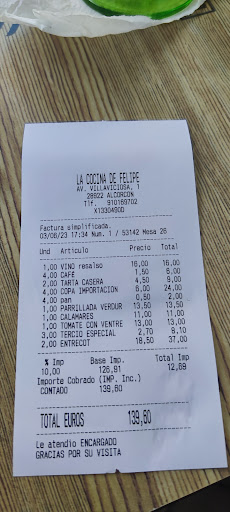 LA COCINA DE FELIPE
AV. VILLAVICIOSA, 1
28922 ALCORCON
Tlf. 910169702
X1330490D
Factura simplificada.
03/06/23 17:34 Num. 1 / 53142 Mesa 26
Und Artículo Precio Total
1,00 VINO resalso 16,00 16,00
4,00 CAFÉ 1,50 6,00
2,00 TARTA CASERA 4,50 9,00
4,00 COPA IMPORTACION 6,00 24,00
4,00 pan 0,50 2,00
1,00 PARRILLADA VERDUR 13,50 13,50
1,00 CALAMARES 11,00 11,00
1,00 TOMATE CON VENTRE 13,00 13,00
3,00 TERCIO ESPECIAL 2,70 8,10
2,00 ENTRECOT 18,50 37,00
% Imp Base Imp. Total Imp
10,00 126,91 12,69
Importe Cobrado (IMP. Inc.)
CONTADO 139,60
TOTAL EUROS 139,60
Le atendio ENCARGADO
GRACIAS POR SU VISITA